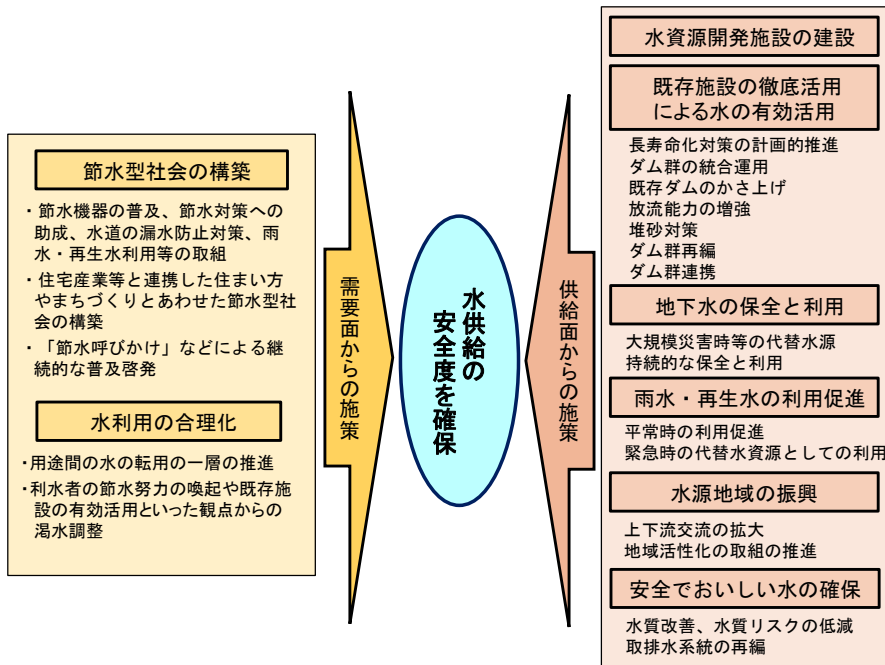 節水型社会の構築
・節水機器の普及、節水対策への
助成、水道の漏水防止対策、雨
水・再生水利用等の取組
・住宅産業等と連携した住まい方
やまちづくりとあわせた節水型社
会の構築
・「節水呼びかけ」などによる継
続的な普及啓発
水利用の合理化
・用途間の水の転用の一層の推進
・利水者の節水努力の喚起や既存施
設の有効活用といった観点からの
渇水調整
需要面からの施策
水供給の
安全度を確保
供給面からの施策
水資源開発施設の建設
既存施設の徹底活用
による水の有効活用
長寿命化対策の計画的推進
ダム群の統合運用
既存ダムのかさ上げ
放流能力の増強
堆砂対策
ダム群再編
ダム群連携
地下水の保全と利用
大規模災害時等の代替水源
持続的な保全と利用
雨水・再生水の利用促進
平常時の利用促進
緊急時の代替水資源としての利用
水源地域の振興
上下流交流の拡大
地域活性化の取組の推進
安全でおいしい水の確保
水質改善、水質リスクの低減
取排水系統の再編